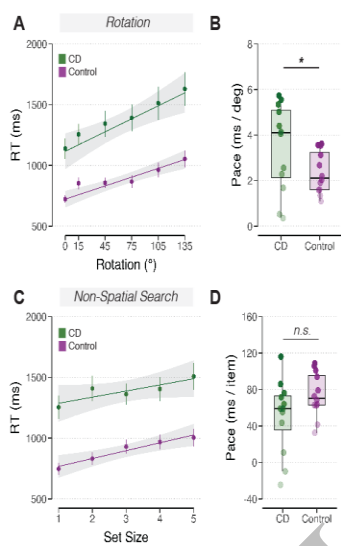 A
Rotation
2000
1500
1000
500
RT (ms)
CD
Control
0 15 45 75 105 135
Rotation (°)
B
8
6
4
2
0
Pace (ms / deg)
*
CD Control
C
Non-Spatial Search
2000
1500
1000
500
RT (ms)
CD
Control
1 2 3 4 5
Set Size
D
160
120
80
40
0
-40
Pace (ms / item)
n.s.
CD Control